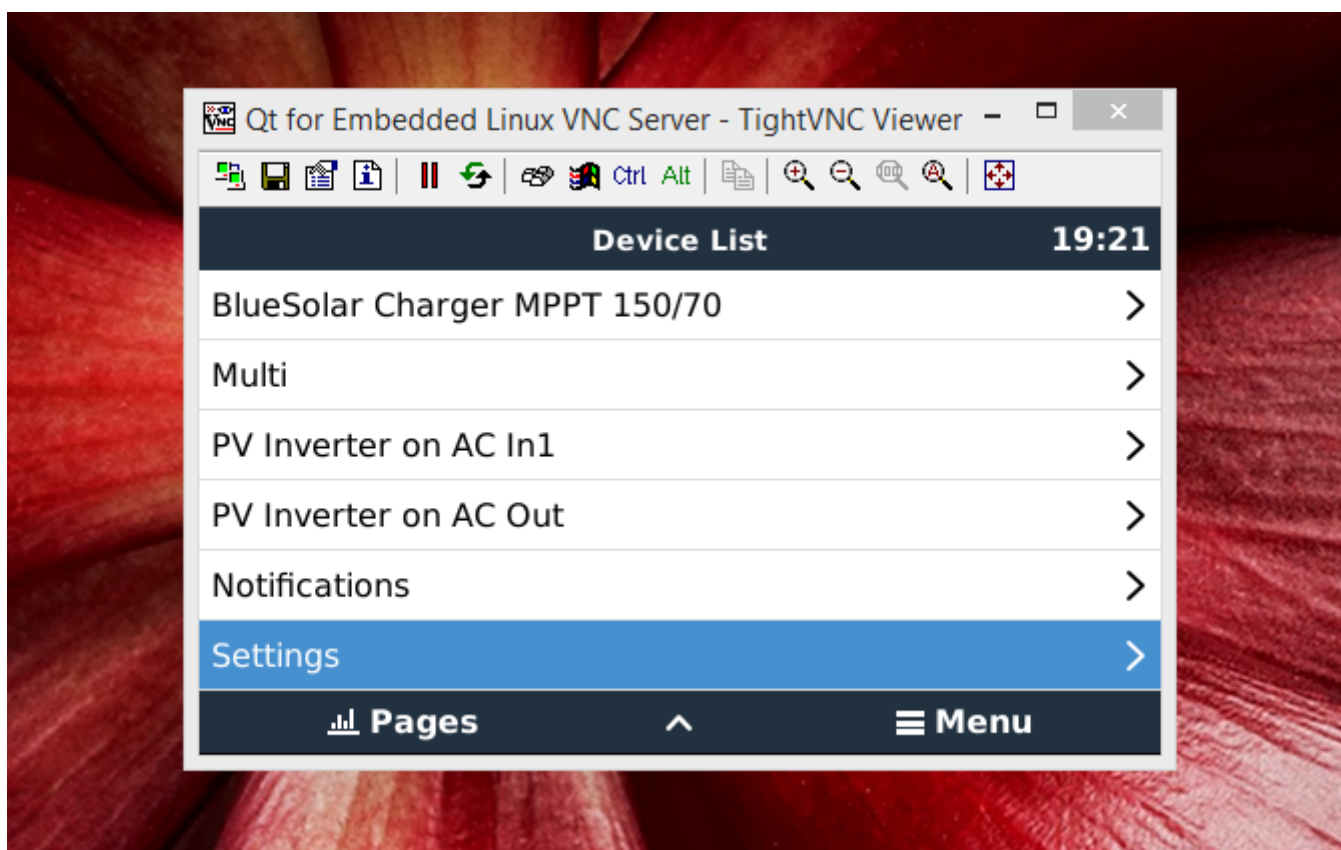 Qt for Embedded Linux VNC Server - TightVNC Viewer
Ctrl Alt
Device List 19:21
BlueSolar Charger MPPT 150/70
Multi
PV Inverter on AC In1
PV Inverter on AC Out
Notifications
Settings
Pages Menu